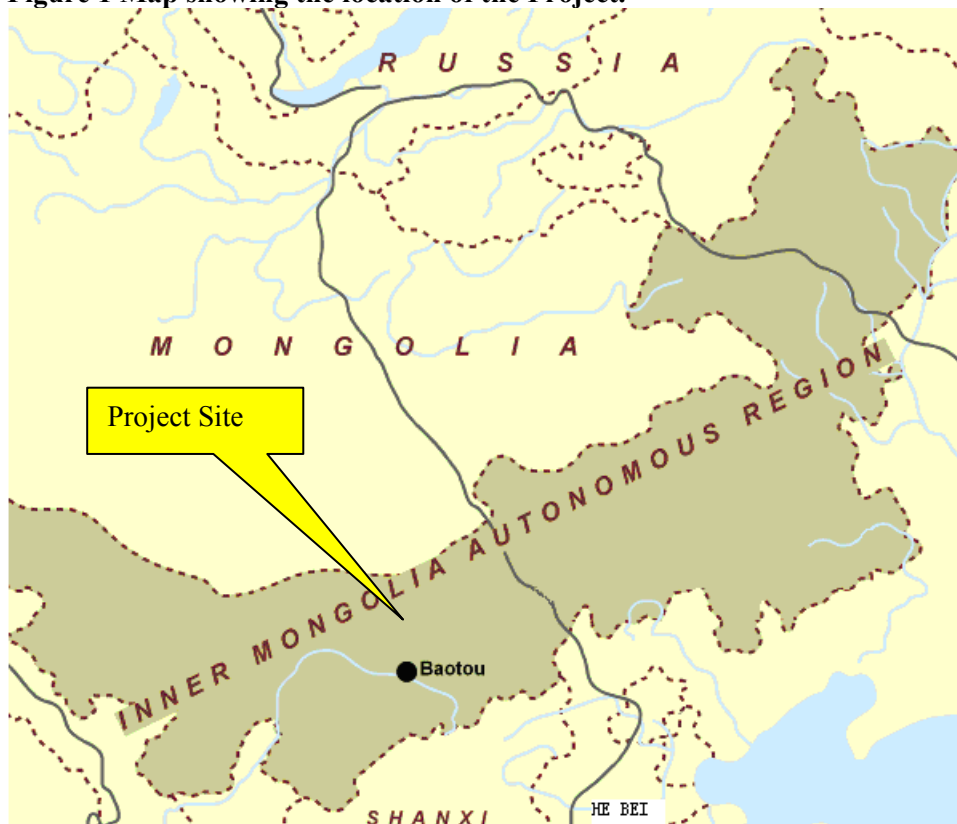 Figure 1 Map showing the location of the Project.
RUSSIA
MONGOLIA
Project Site
INNER MONGOLIA AUTONOMOUS REGION
Baotou
SHANXI
HE BEI